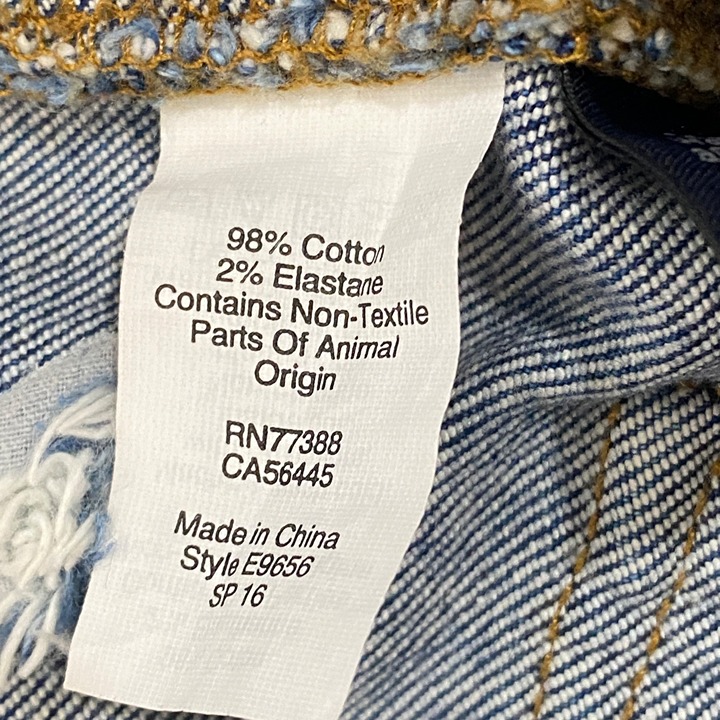 98% Cotton
2% Elastane
Contains Non-Textile
Parts Of Animal
Origin
RN77388
CA56445
Made in China
Style E9656
SP 16